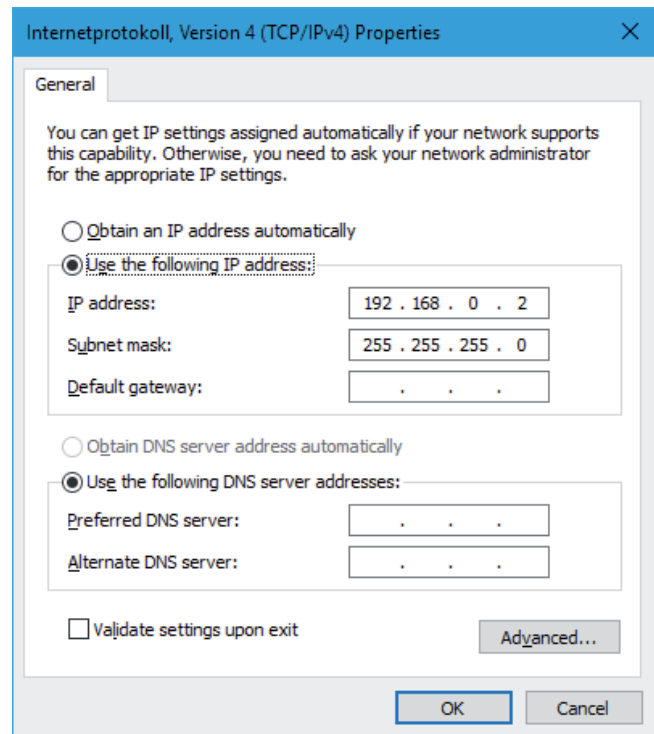 Internetprotokoll, Version 4 (TCP/IPv4) Properties
General
You can get IP settings assigned automatically if your network supports
this capability. Otherwise, you need to ask your network administrator
for the appropriate IP settings.
Obtain an IP address automatically
Use the following IP address:
IP address: 192 . 168 . 0 . 2
Subnet mask: 255 . 255 . 255 . 0
Default gateway: . . .
Obtain DNS server address automatically
Use the following DNS server addresses:
Preferred DNS server: . . .
Alternate DNS server: . . .
Validate settings upon exit
Advanced...
OK Cancel